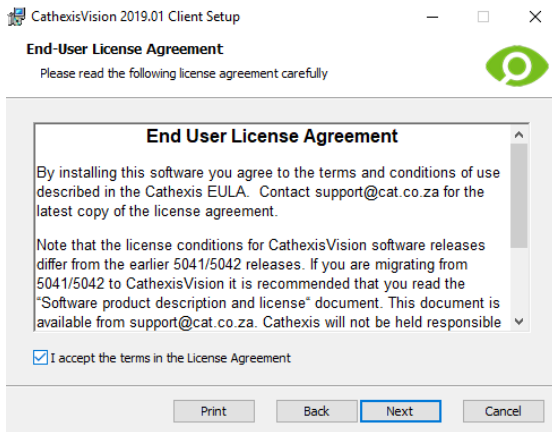 CathexisVision 2019.01 Client Setup
End-User License Agreement
Please read the following license agreement carefully
End User License Agreement
By installing this software you agree to the terms and conditions of use
described in the Cathexis EULA.  Contact support@cat.co.za for the
latest copy of the license agreement.
Note that the license conditions for CathexisVision software releases
differ from the earlier 5041/5042 releases. If you are migrating from
5041/5042 to CathexisVision it is recommended that you read the
“Software product description and license“ document. This document is
available from support@cat.co.za. Cathexis will not be held responsible
I accept the terms in the License Agreement
Print Back Next Cancel